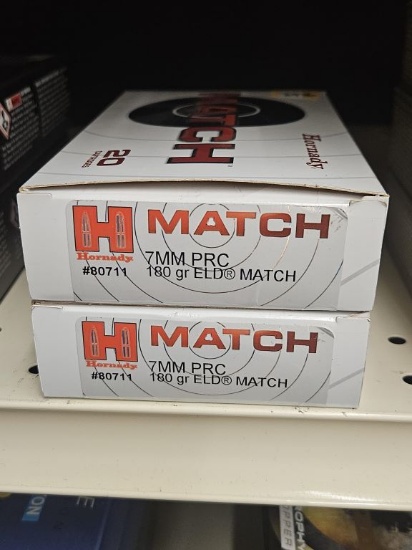 MATCH
Hornady
20
MATCH
Hornady
7MM PRC
#80711
180 gr ELD® MATCH
MATCH
Hornady
7MM PRC
#80711
180 gr ELD® MATCH